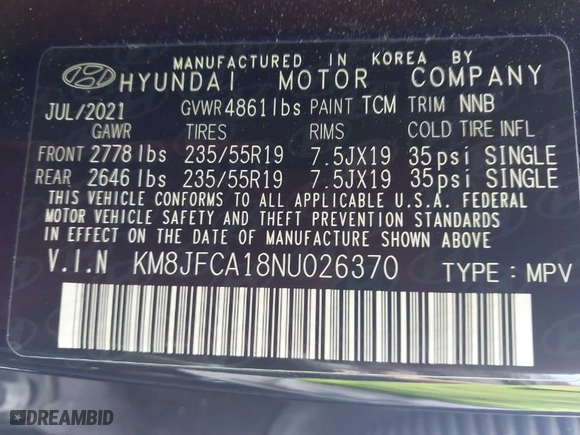 MANUFACTURED IN KOREA BY
HYUNDAI MOTOR COMPANY
JUL/2021 GVWR 4861lbs PAINT TCM TRIM NNB
GAWR TIRES RIMS COLD TIRE INFL
FRONT 2778 lbs 235/55R19 7.5JX19 35psi SINGLE
REAR 2646 lbs 235/55R19 7.5JX19 35psi SINGLE
THIS VEHICLE CONFORMS TO ALL APPLICABLE U.S.A. FEDERAL
MOTOR VEHICLE SAFETY AND THEFT PREVENTION STANDARDS
IN EFFECT ON THE DATE OF MANUFACTURE SHOWN ABOVE.
V.I.N KM8JFCA18NU026370 TYPE : MPV
DREAMBID